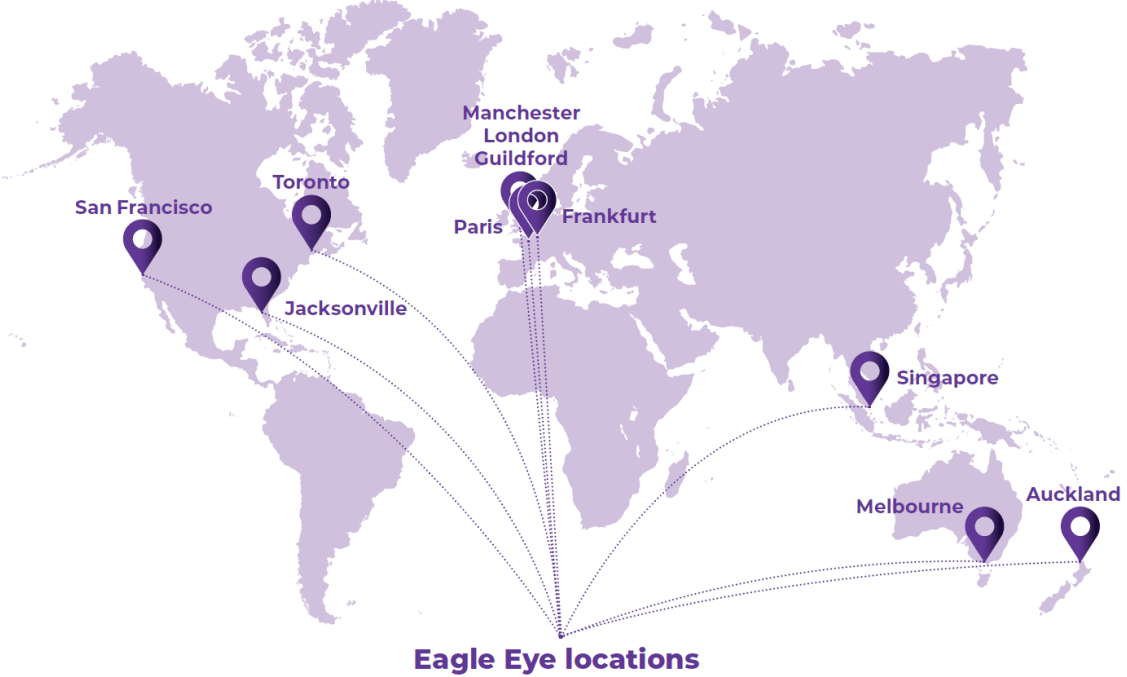 Manchester
London
Guildford
Toronto
San Francisco
Paris
Frankfurt
Jacksonville
Singapore
Auckland
Melbourne
Eagle Eye locations